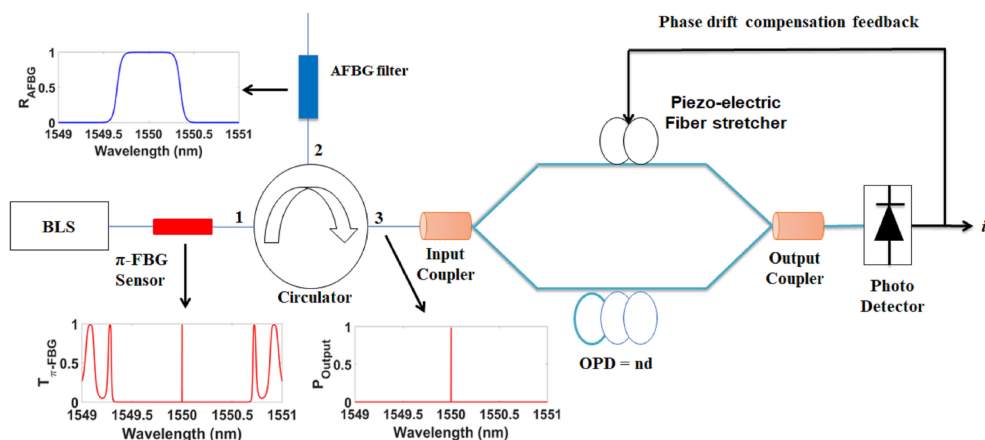 Phase drift compensation feedback
R_AFBG
1
0.5
0
1549 1549.5 1550 1550.5 1551
Wavelength (nm)
AFBG filter
Piezo-electric
Fiber stretcher
2
BLS
1
3
i
π-FBG
Sensor
Circulator
Input
Coupler
Output
Coupler
Photo
Detector
OPD = nd
T_π-FBG
1
0.5
0
1549 1549.5 1550 1550.5 1551
Wavelength (nm)
P_Output
1
0.5
0
1549 1549.5 1550 1550.5 1551
Wavelength (nm)